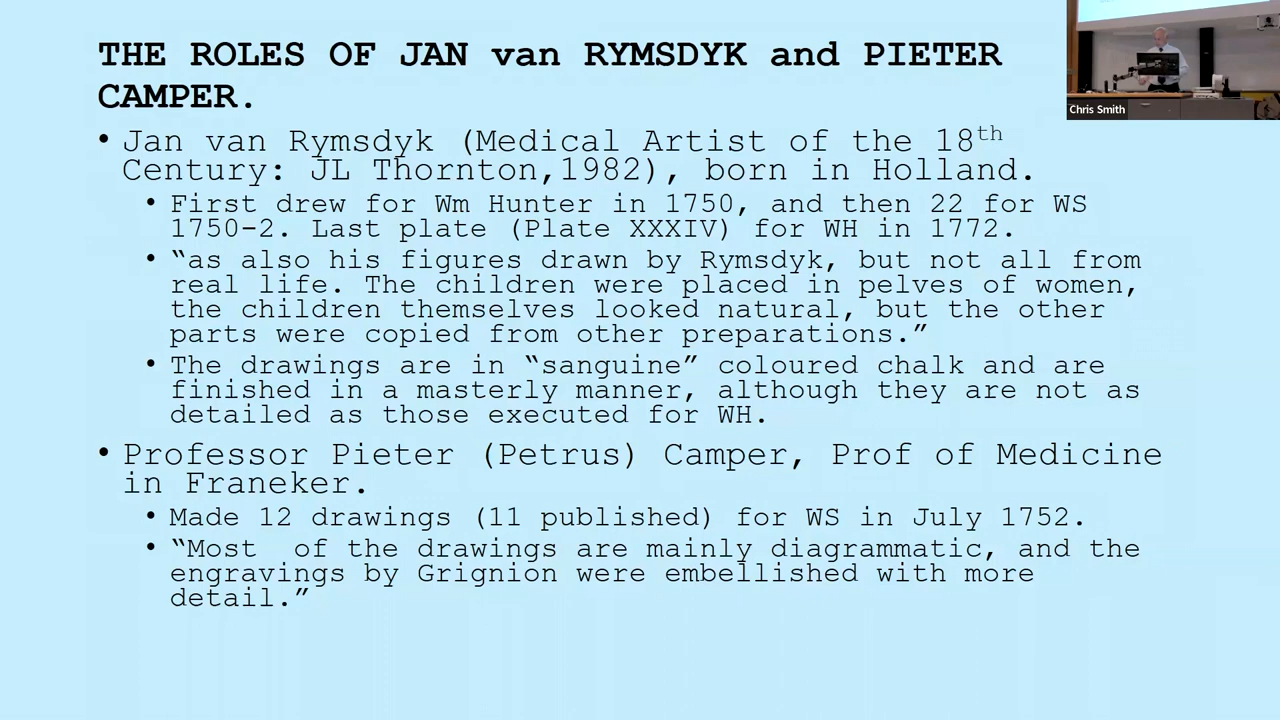 THE ROLES OF JAN van RYMSDYK and PIETER
CAMPER.
• Jan van Rymsdyk (Medical Artist of the 18th
Century: JL Thornton,1982), born in Holland.
• First drew for Wm Hunter in 1750, and then 22 for WS
1750-2. Last plate (Plate XXXIV) for WH in 1772.
• “as also his figures drawn by Rymsdyk, but not all from
real life. The children were placed in pelves of women,
the children themselves looked natural, but the other
parts were copied from other preparations.”
• The drawings are in “sanguine” coloured chalk and are
finished in a masterly manner, although they are not as
detailed as those executed for WH.
• Professor Pieter (Petrus) Camper, Prof of Medicine
in Franeker.
• Made 12 drawings (11 published) for WS in July 1752.
• “Most  of the drawings are mainly diagrammatic, and the
engravings by Grignion were embellished with more
detail.”
Chris Smith